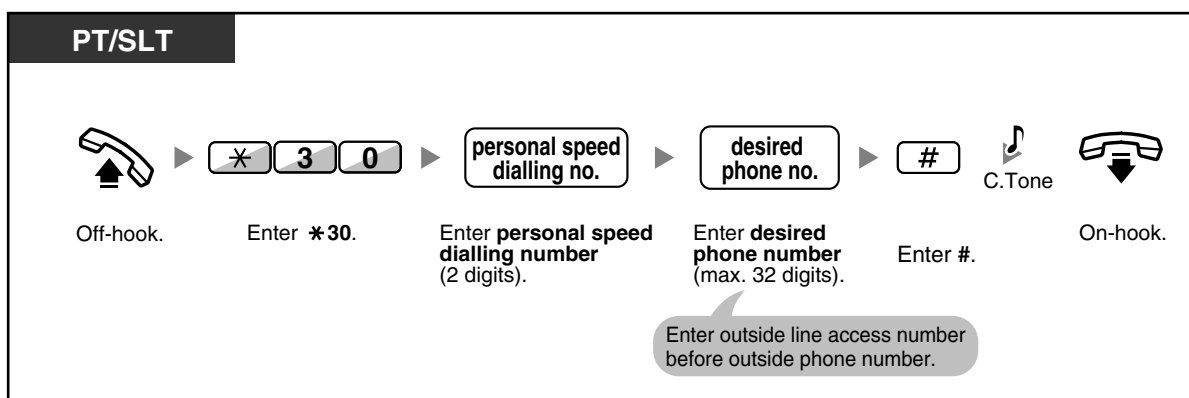 PT/SLT
* 3 0
personal speed
dialling no.
desired
phone no.
#
C.Tone
Off-hook.
Enter *30.
Enter personal speed
dialling number
(2 digits).
Enter desired
phone number
(max. 32 digits).
Enter #.
On-hook.
Enter outside line access number
before outside phone number.